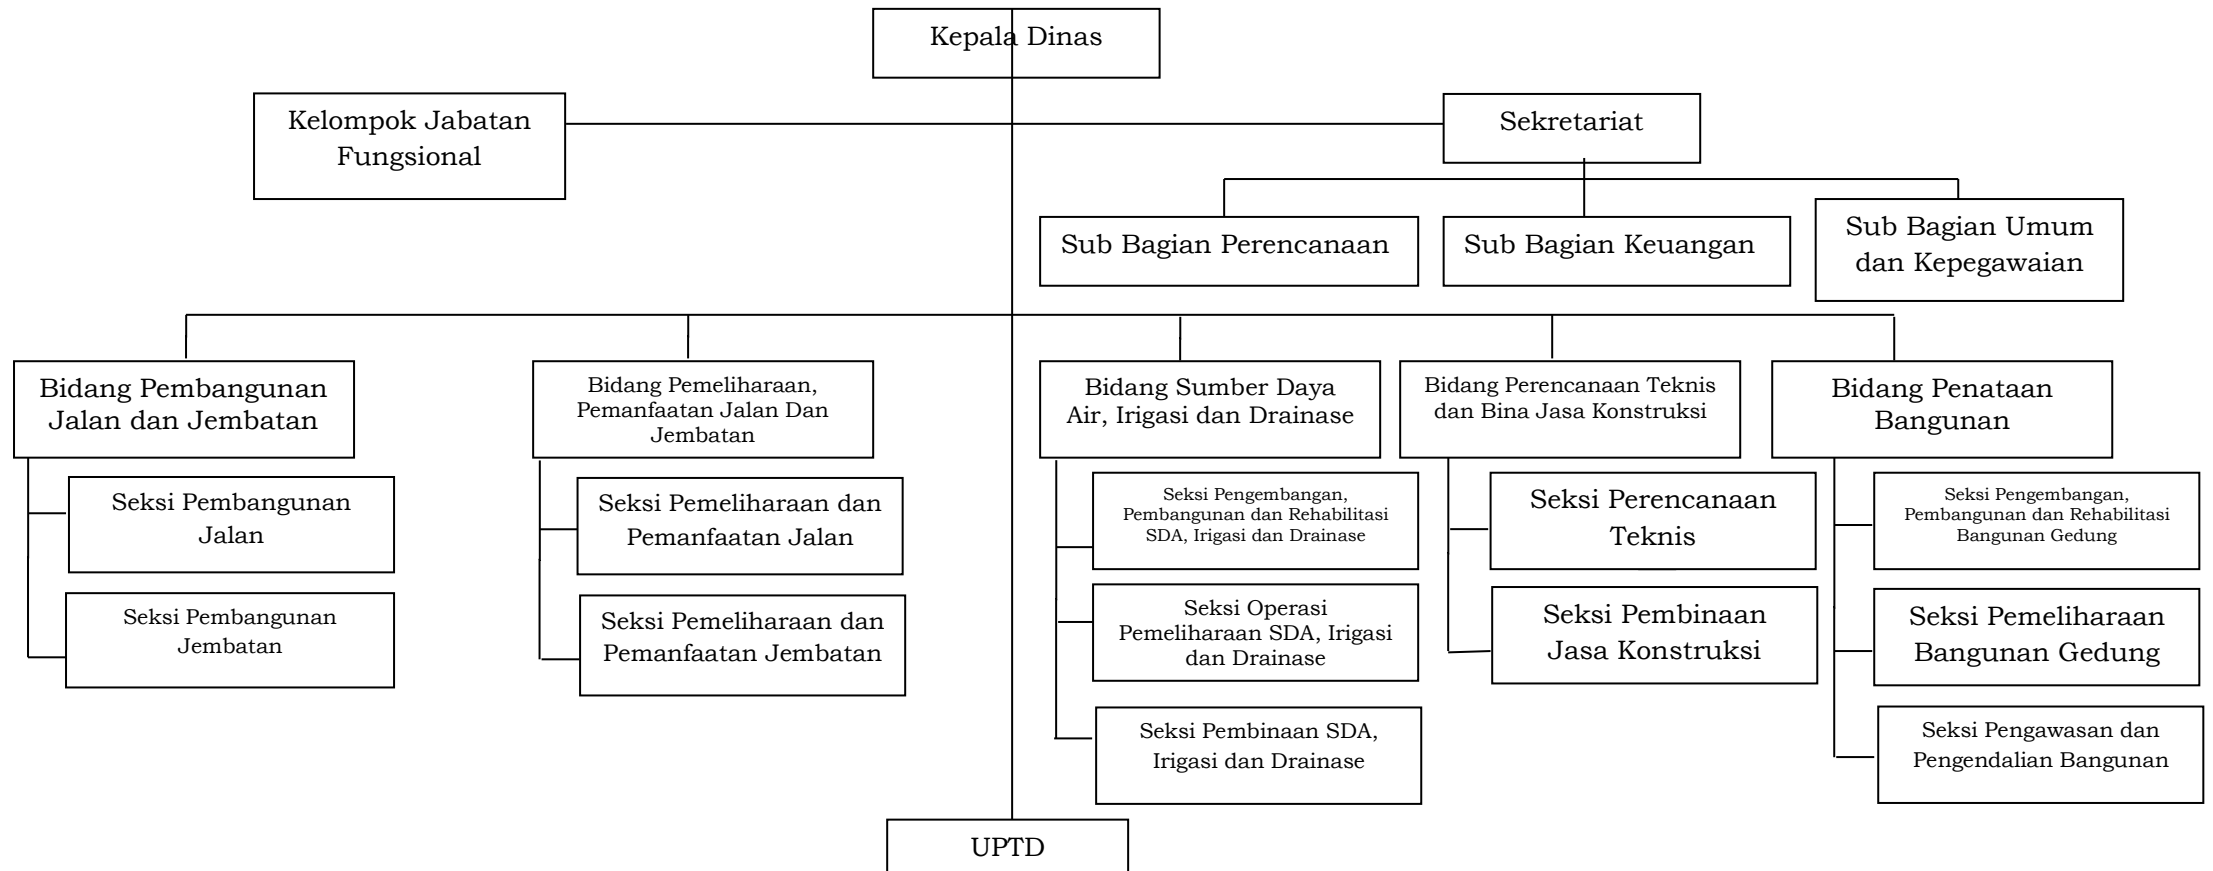 Kepala Dinas
Kelompok Jabatan
Fungsional
Sekretariat
Sub Bagian Perencanaan
Sub Bagian Keuangan
Sub Bagian Umum
dan Kepegawaian
Bidang Pembangunan
Jalan dan Jembatan
Seksi Pembangunan
Jalan
Seksi Pembangunan
Jembatan
Bidang Pemeliharaan,
Pemanfaatan Jalan Dan
Jembatan
Seksi Pemeliharaan dan
Pemanfaatan Jalan
Seksi Pemeliharaan dan
Pemanfaatan Jembatan
Bidang Sumber Daya
Air, Irigasi dan Drainase
Seksi Pengembangan,
Pembangunan dan Rehabilitasi
SDA, Irigasi dan Drainase
Seksi Operasi
Pemeliharaan SDA, Irigasi
dan Drainase
Seksi Pembinaan SDA,
Irigasi dan Drainase
Bidang Perencanaan Teknis
dan Bina Jasa Konstruksi
Seksi Perencanaan
Teknis
Seksi Pembinaan
Jasa Konstruksi
Bidang Penataan
Bangunan
Seksi Pengembangan,
Pembangunan dan Rehabilitasi
Bangunan Gedung
Seksi Pemeliharaan
Bangunan Gedung
Seksi Pengawasan dan
Pengendalian Bangunan
UPTD